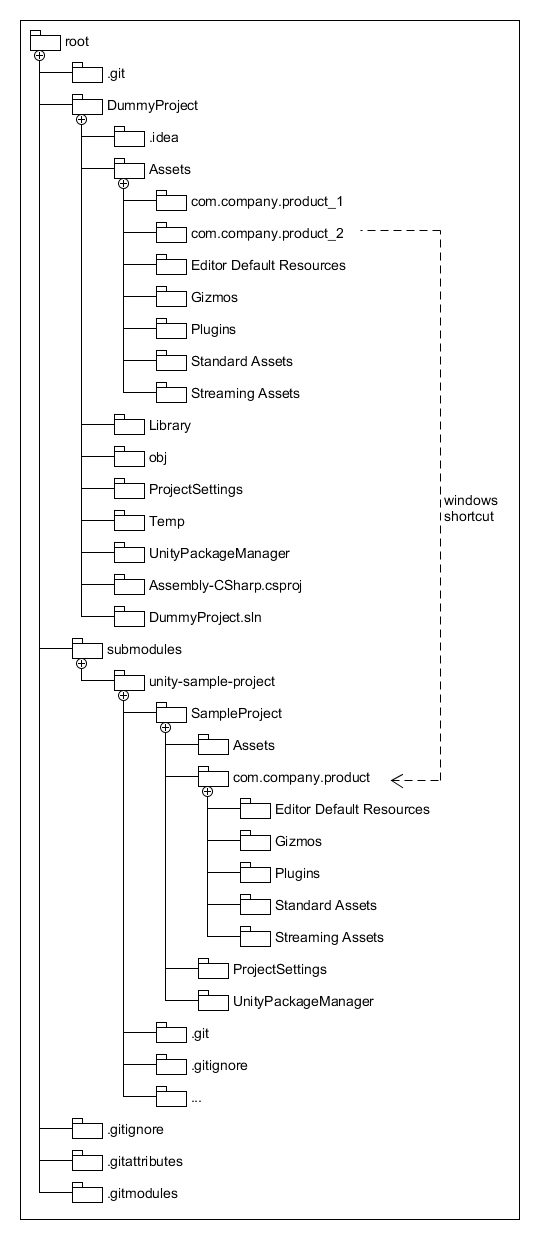 root
.git
DummyProject
.idea
Assets
com.company.product_1
com.company.product_2
Editor Default Resources
Gizmos
Plugins
Standard Assets
Streaming Assets
Library
obj
ProjectSettings
windows
shortcut
Temp
UnityPackageManager
Assembly-CSharp.csproj
DummyProject.sln
submodules
unity-sample-project
SampleProject
Assets
com.company.product
Editor Default Resources
Gizmos
Plugins
Standard Assets
Streaming Assets
ProjectSettings
UnityPackageManager
.git
.gitignore
...
.gitignore
.gitattributes
.gitmodules